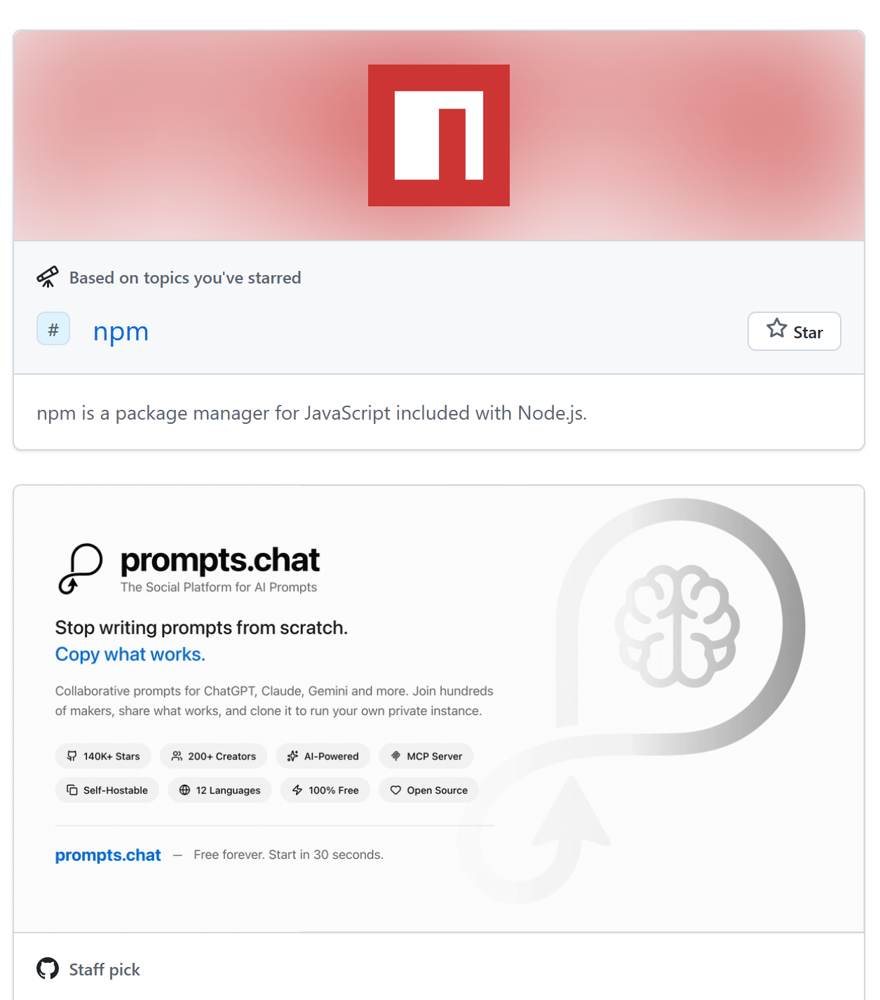 Based on topics you've starred
# npm
Star
npm is a package manager for JavaScript included with Node.js.
prompts.chat
The Social Platform for AI Prompts
Stop writing prompts from scratch.
Copy what works.
Collaborative prompts for ChatGPT, Claude, Gemini and more. Join hundreds
of makers, share what works, and clone it to run your own private instance.
140K+ Stars 200+ Creators AI-Powered MCP Server
Self-Hostable 12 Languages 100% Free Open Source
prompts.chat — Free forever. Start in 30 seconds.
Staff pick